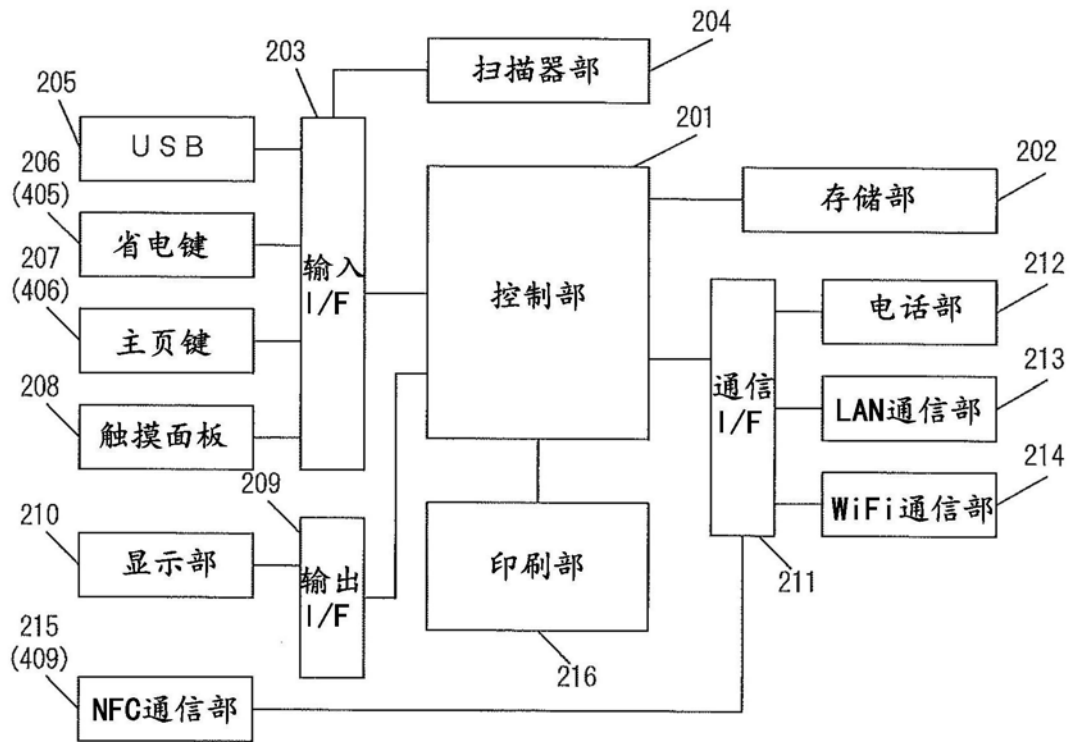 204
扫描器部
203
205
USB
201
202
存储部
206
(405)
省电键
207
(406)
输入
I/F
控制部
212
电话部
主页键
213
通信
I/F
LAN通信部
208
触摸面板
214
WiFi通信部
209
210
显示部
输出
I/F
印刷部
211
215
(409)
216
NFC通信部